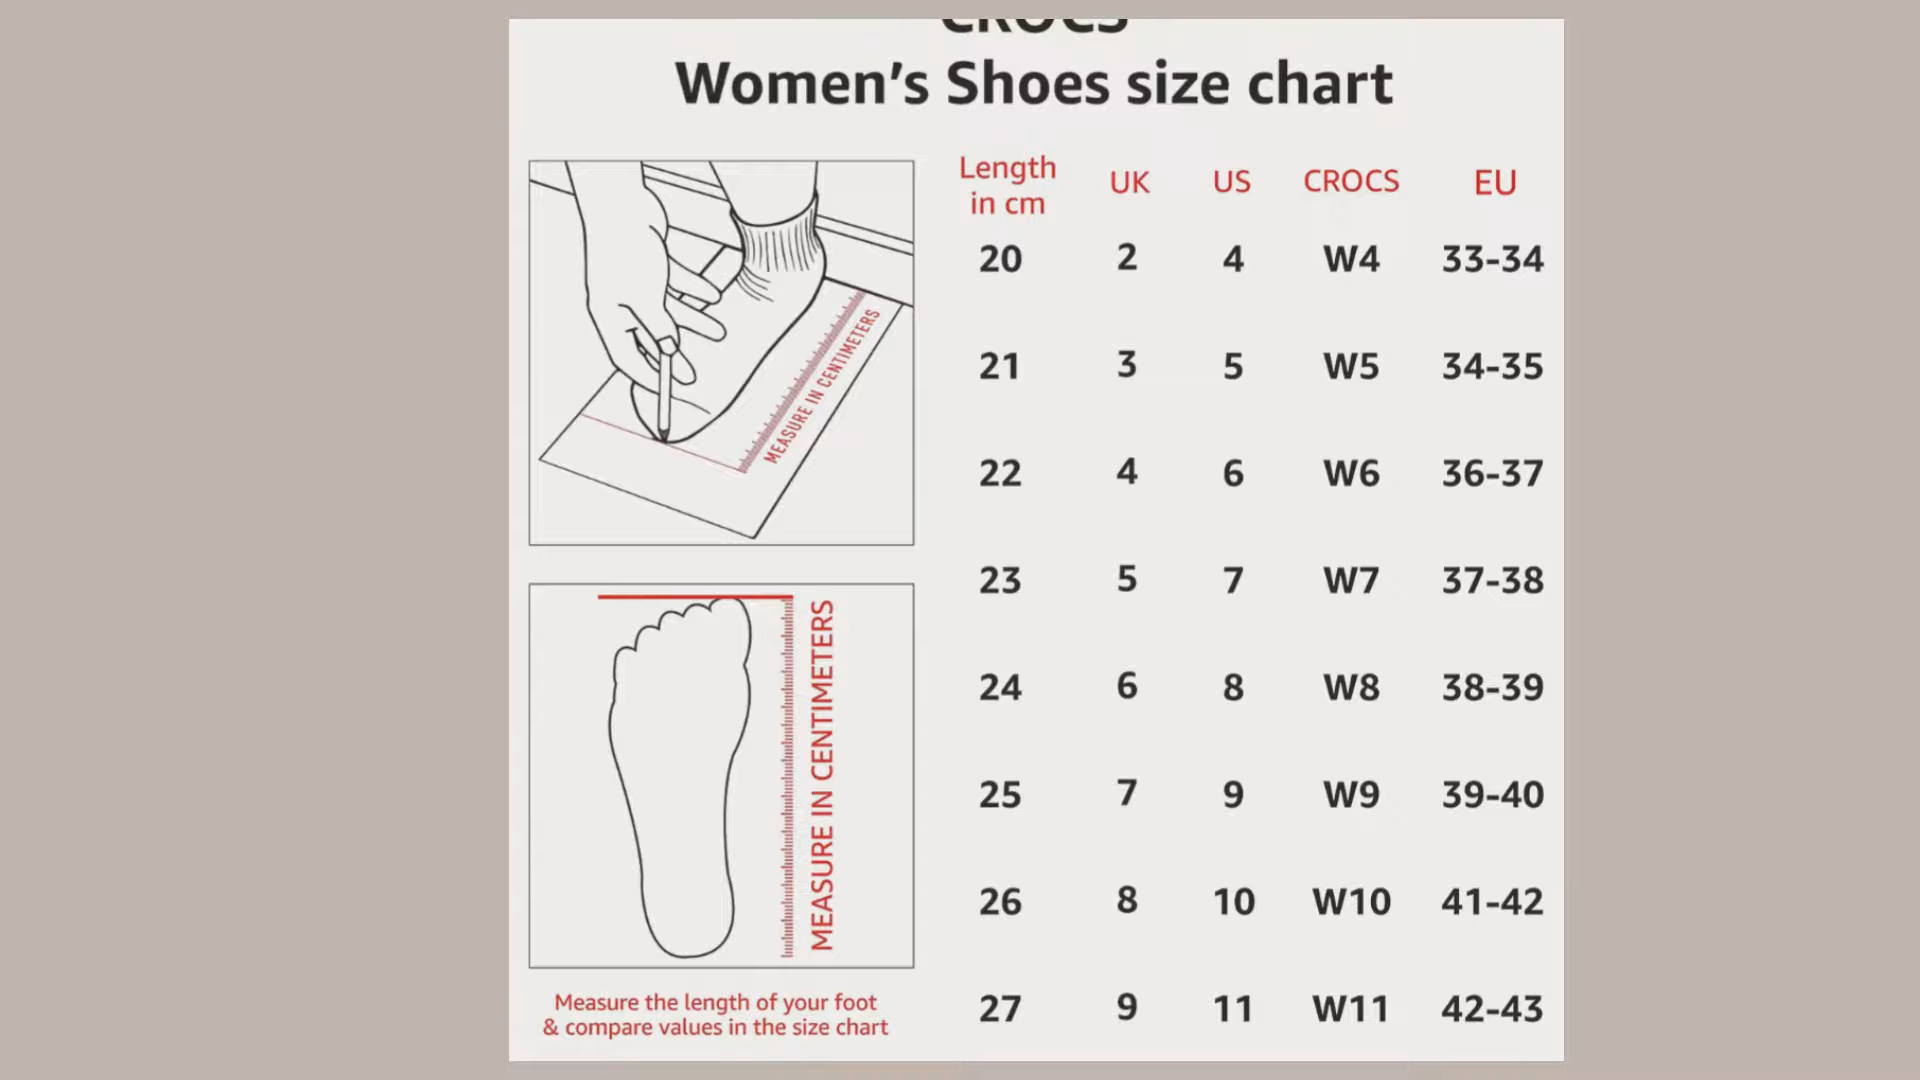 CROCS
Women's Shoes size chart
Length in cm UK US CROCS EU
20 2 4 W4 33-34
21 3 5 W5 34-35
22 4 6 W6 36-37
23 5 7 W7 37-38
24 6 8 W8 38-39
25 7 9 W9 39-40
26 8 10 W10 41-42
27 9 11 W11 42-43
MEASURE IN CENTIMETERS
MEASURE IN CENTIMETERS
Measure the length of your foot
& compare values in the size chart